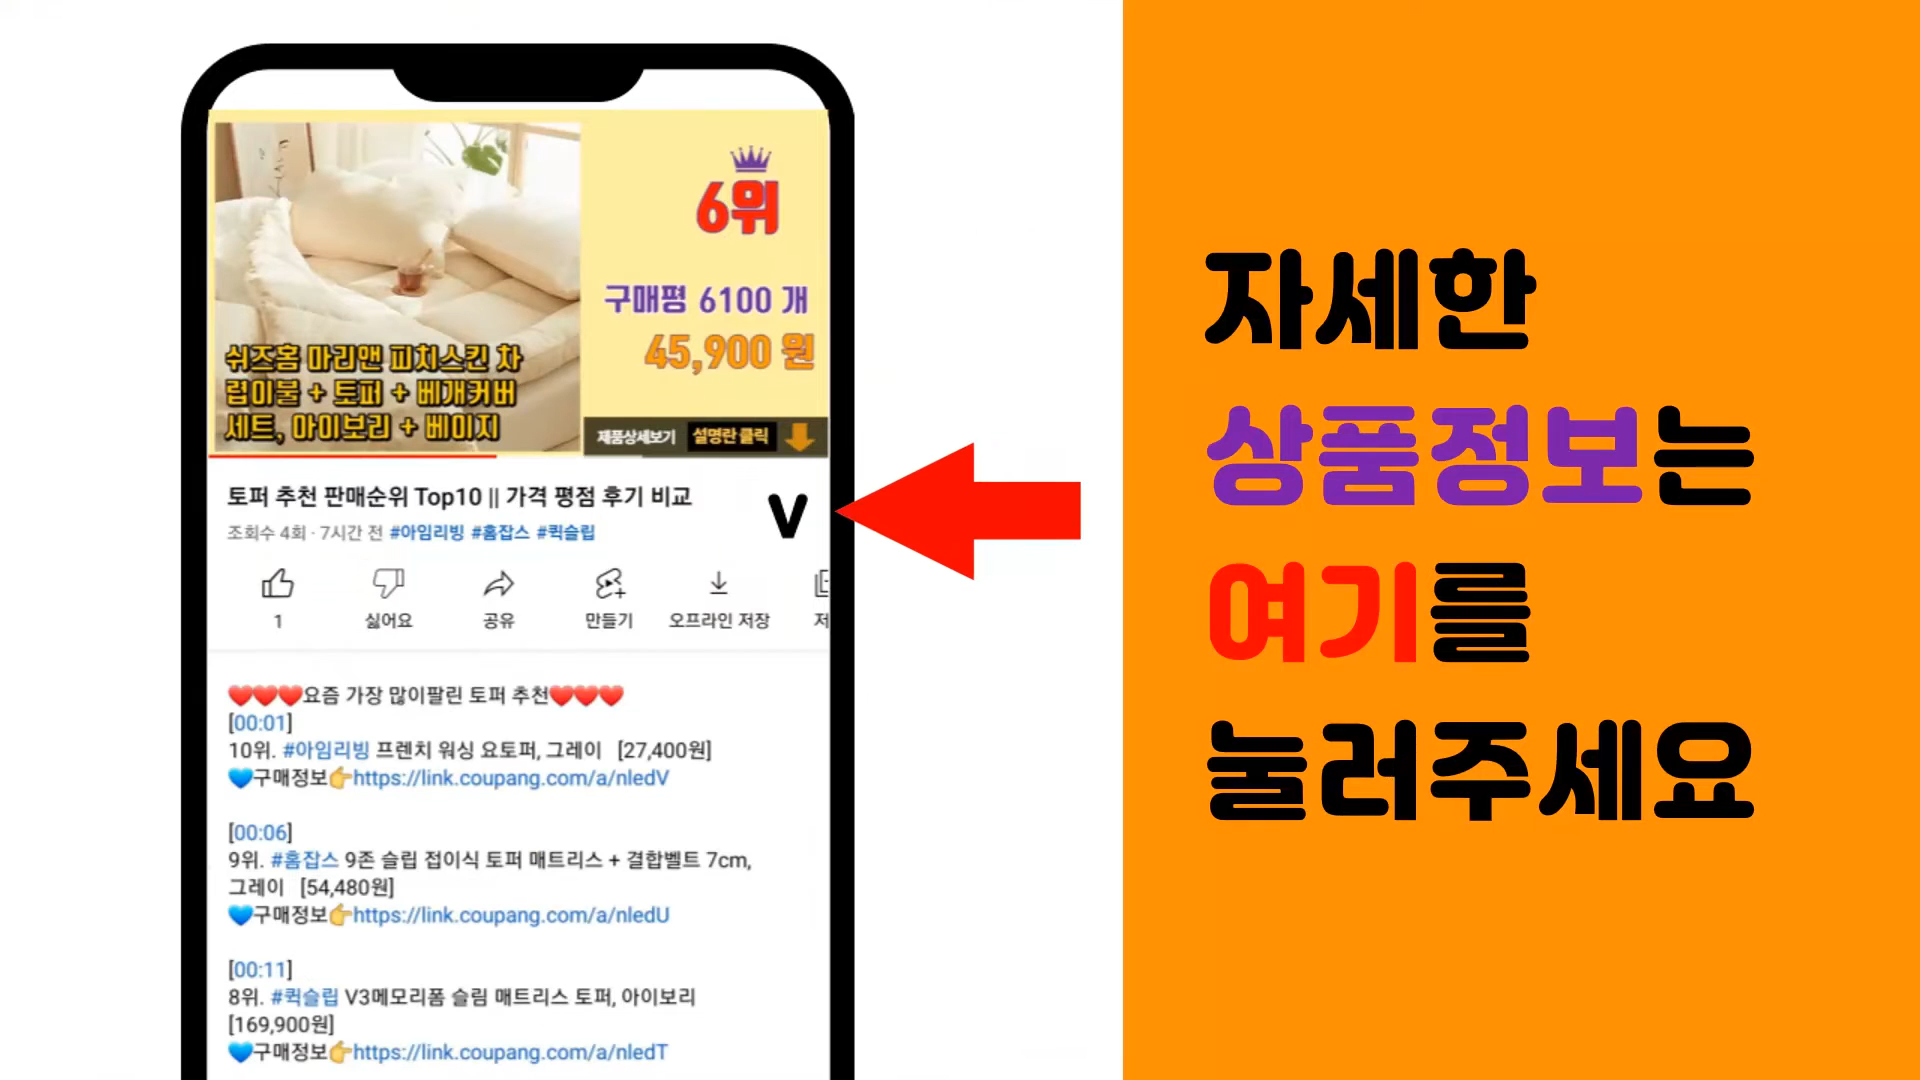 6위
구매평 6100 개
45,900 원
쉬즈홈 마리앤 피치스킨 차
렵이불 + 토퍼 + 베개커버
세트, 아이보리 + 베이지
제품상세보기 설명란 클릭
토퍼 추천 판매순위 Top10 || 가격 평점 후기 비교
V
조회수 4회 · 7시간 전 #아임리빙 #홈잡스 #퀵슬립
1 싫어요 공유 만들기 오프라인 저장 저
❤❤❤요즘 가장 많이팔린 토퍼 추천❤❤❤
[00:01]
10위. #아임리빙 프렌치 워싱 요토퍼, 그레이 [27,400원]
💙구매정보👉https://link.coupang.com/a/nledV
[00:06]
9위. #홈잡스 9존 슬립 접이식 토퍼 매트리스 + 결합벨트 7cm,
그레이 [54,480원]
💙구매정보👉https://link.coupang.com/a/nledU
[00:11]
8위. #퀵슬립 V3메모리폼 슬림 매트리스 토퍼, 아이보리
[169,900원]
💙구매정보👉https://link.coupang.com/a/nledT
자세한
상품정보는
여기를
눌러주세요